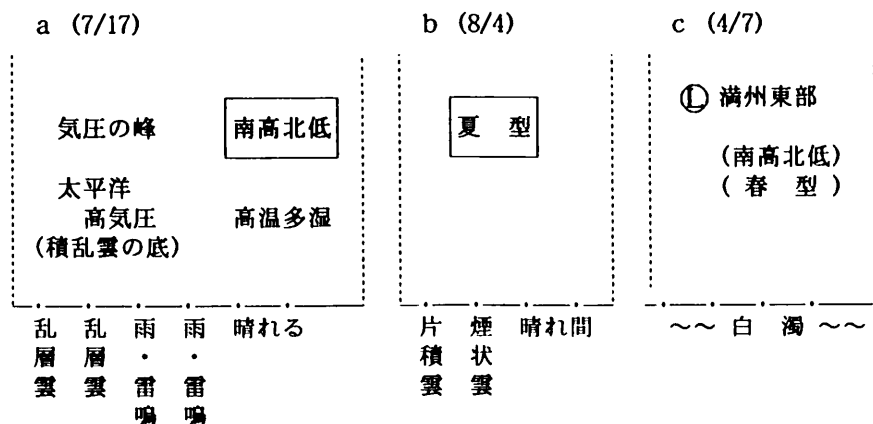 a (7/17)
気圧の峰
南高北低
太平洋
高気圧
高温多湿
(積乱雲の底)
乱層雲
乱層雲
雨・雷鳴
雨・雷鳴
晴れる
b (8/4)
夏 型
片積雲
煙状雲
晴れ間
c (4/7)
Ⓛ 満州東部
(南高北低)
(春 型)
〜〜 白 濁 〜〜